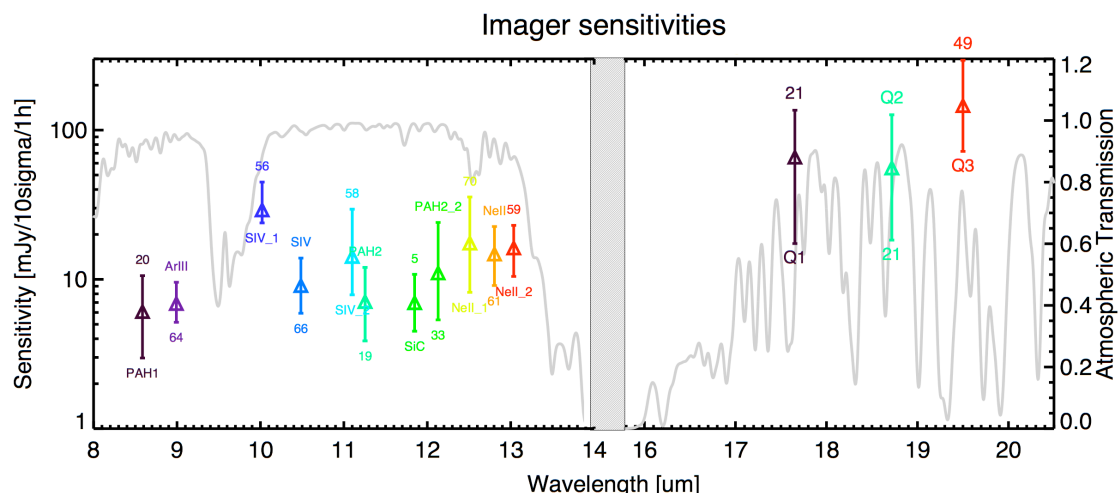 Imager sensitivities
Sensitivity [mJy/10sigma/1h]
100
10
1
1.2
1.0
0.8
0.6
0.4
0.2
0.0
Atmospheric Transmission
20
PAH1
ArIII
64
56
SIV_1
SIV
66
58
SIV_2
PAH2
19
5
SiC
PAH2_2
33
70
NeII_1
NeII
61
59
NeII_2
21
Q1
Q2
21
49
Q3
8 9 10 11 12 13 14 16 17 18 19 20
Wavelength [um]